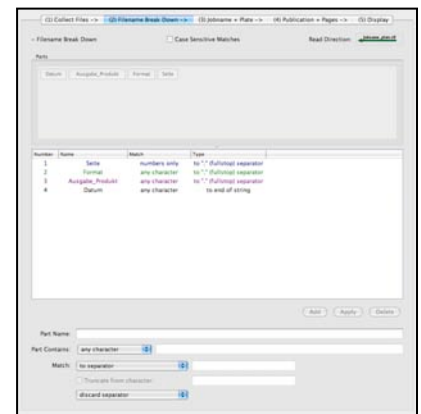 (1) Collect Files -> (2) Filename Break Down --> (3) Jobname + Plate --> (4) Publication + Pages --> (5) Display
- Filename Break Down Case Sensitive Matches Read Direction:
Parts
Datum Ausgabe_Produkt Format Seite
Number Name Match Type
1 Seite numbers only to "." (fullstop) separator
2 Format any character to "." (fullstop) separator
3 Ausgabe_Produkt any character to "." (fullstop) separator
4 Datum any character to end of string
Add Apply Delete
Part Name:
Part Contains: any character
Match: to separator
Truncate from character:
discard separator